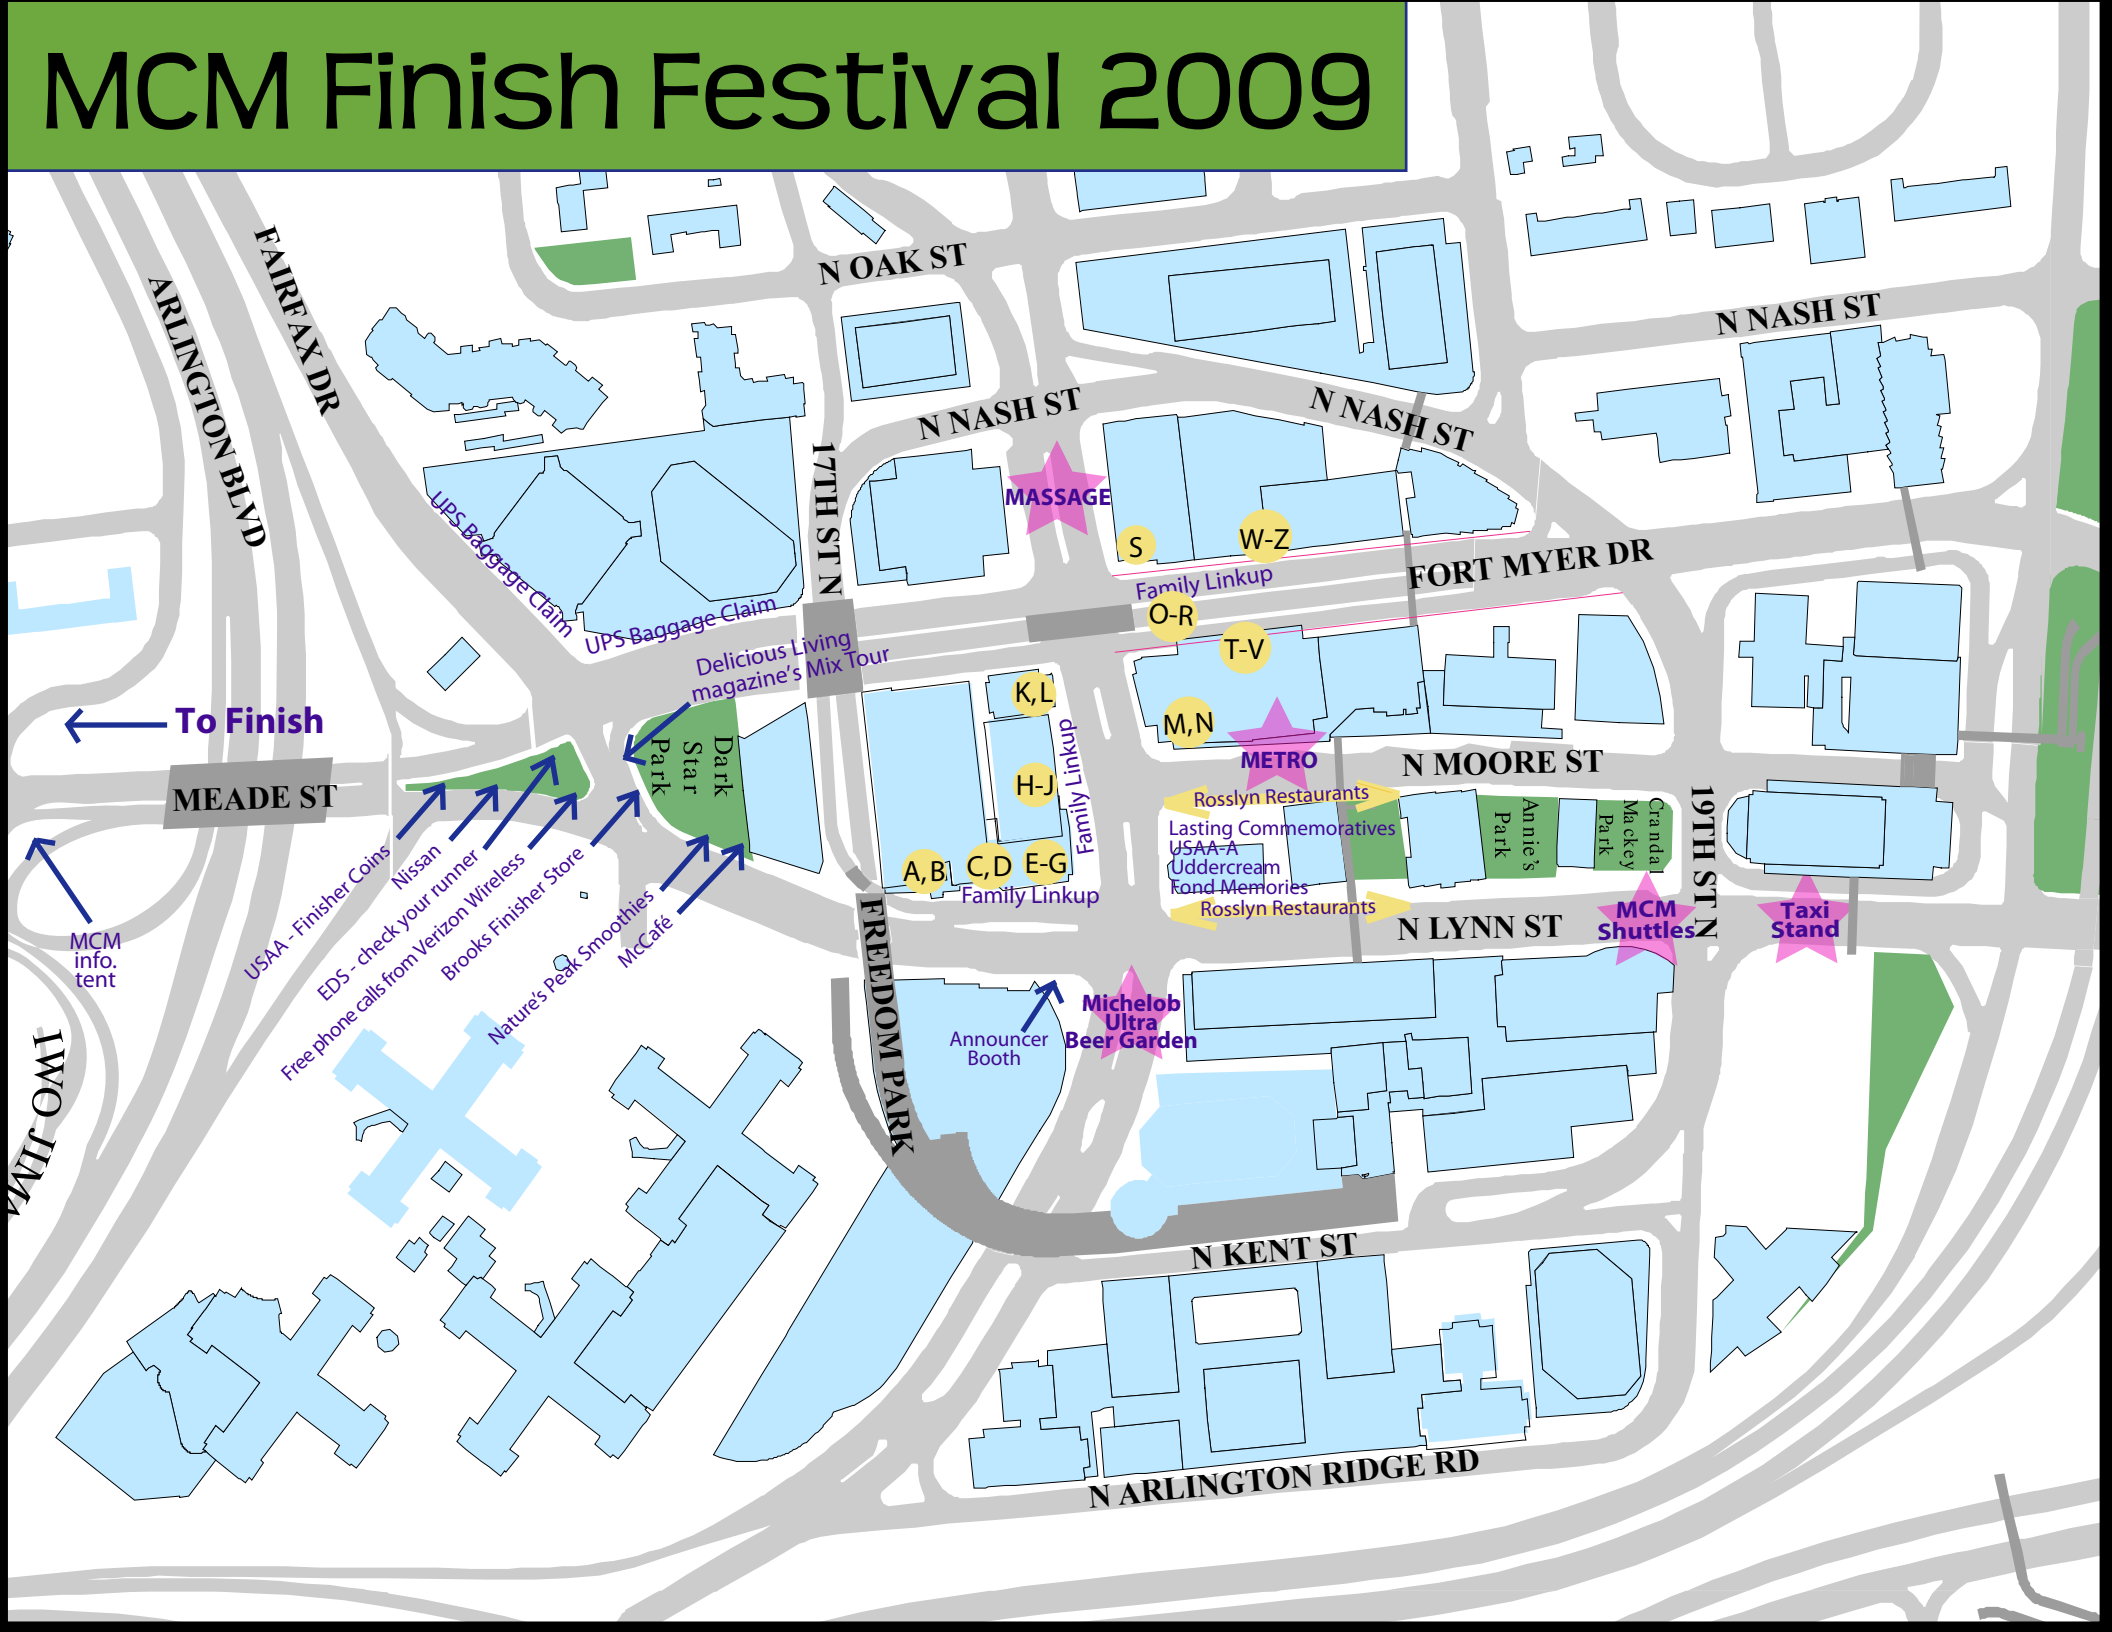 MCM Finish Festival 2009
N OAK ST
FAIRFAX DR
ARLINGTON BLVD
N NASH ST
N NASH ST
N NASH ST
17TH ST N
MASSAGE
S
W-Z
FORT MYER DR
Family Linkup
O-R
T-V
UPS Baggage Claim
UPS Baggage Claim
Delicious Living
magazine's Mix Tour
K,L
M,N
To Finish
Dark
Star
Park
Family Linkup
METRO
N MOORE ST
MEADE ST
H-J
Rosslyn Restaurants
Lasting Commemoratives
USAA-A
Uddercream
Fond Memories
Rosslyn Restaurants
Annie's
Park
Crandal
Mackey
Park
19TH ST N
A,B
C,D
E-G
Family Linkup
N LYNN ST
MCM
Shuttles
Taxi
Stand
USAA - Finisher Coins
Nissan
EDS - check your runner
Free phone calls from Verizon Wireless
Brooks Finisher Store
Nature's Peak Smoothies
McCafé
MCM
info.
tent
FREEDOM PARK
Announcer
Booth
Michelob
Ultra
Beer Garden
IWO JIMA
N KENT ST
N ARLINGTON RIDGE RD